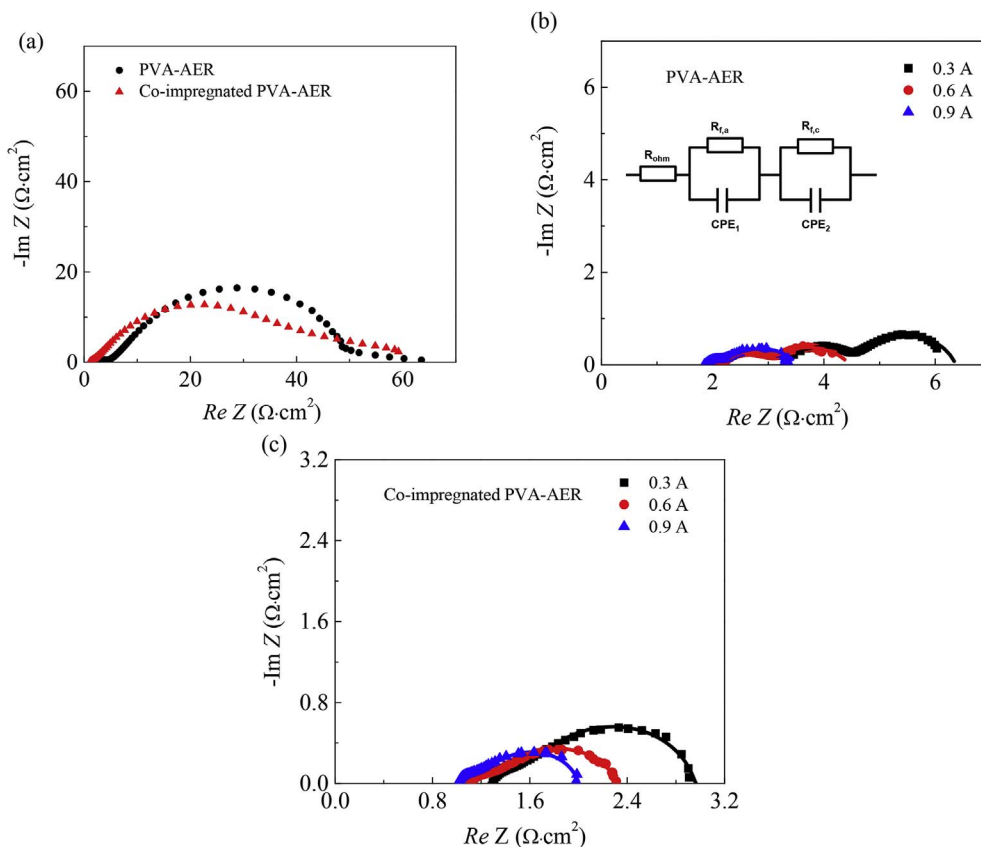 (a)
PVA-AER
Co-impregnated PVA-AER
60
40
20
0
0 20 40 60
-Im Z (Ω·cm²)
Re Z (Ω·cm²)
(b)
PVA-AER
0.3 A
0.6 A
0.9 A
R_ohm
R_f,a
R_f,c
CPE₁
CPE₂
6
4
2
0
0 2 4 6
-Im Z (Ω·cm²)
Re Z (Ω·cm²)
(c)
Co-impregnated PVA-AER
0.3 A
0.6 A
0.9 A
3.2
2.4
1.6
0.8
0.0
0.0 0.8 1.6 2.4 3.2
-Im Z (Ω·cm²)
Re Z (Ω·cm²)